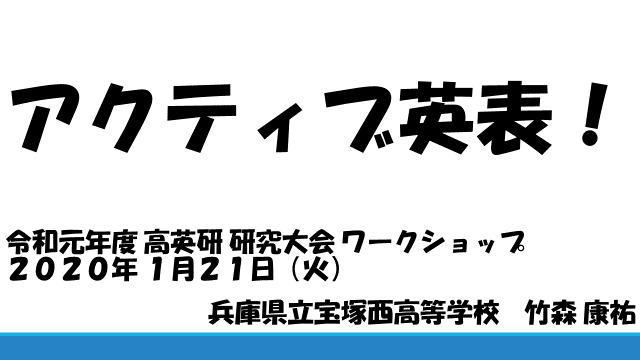 アクティブ英表！
令和元年度 高英研 研究大会 ワークショップ
２０２０年 １月２１日（火）
兵庫県立宝塚西高等学校　竹森 康祐